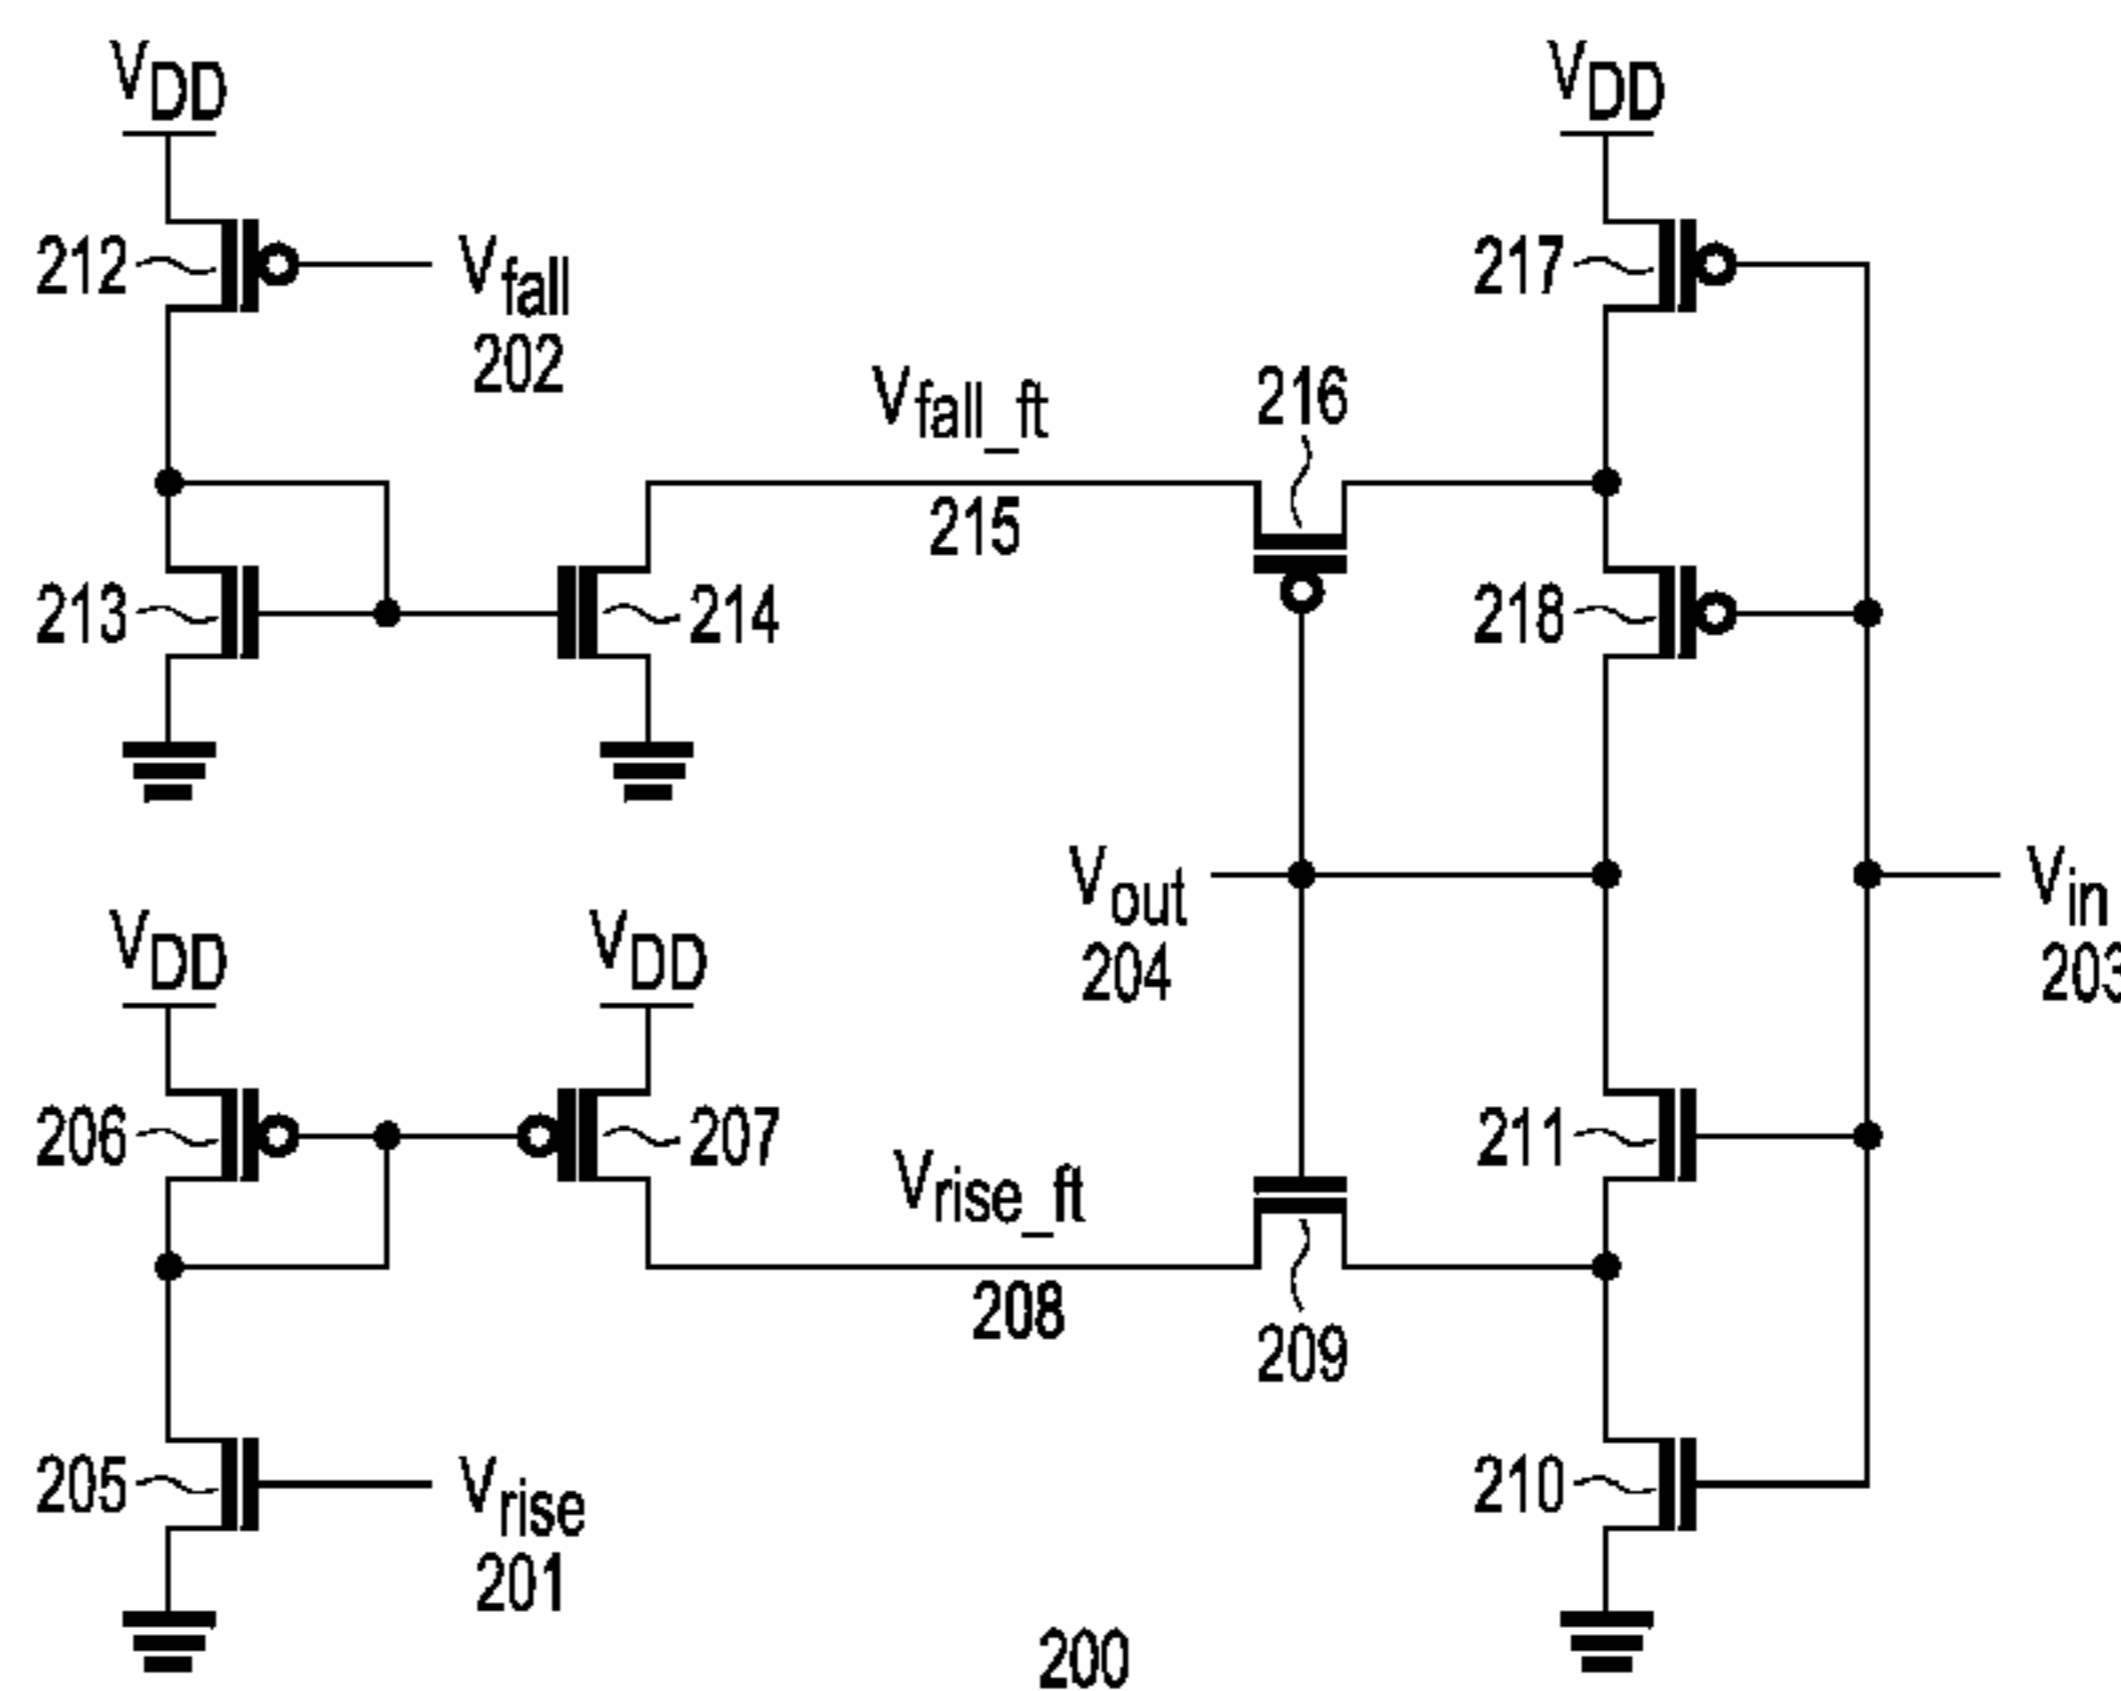 VDD VDD
212 Vfall 217
202
Vfall_ft 216
215
213 214 218
Vout Vin
204 203
VDD VDD
206 207 211
Vrise_ft
208 209
205 Vrise 210
201
200